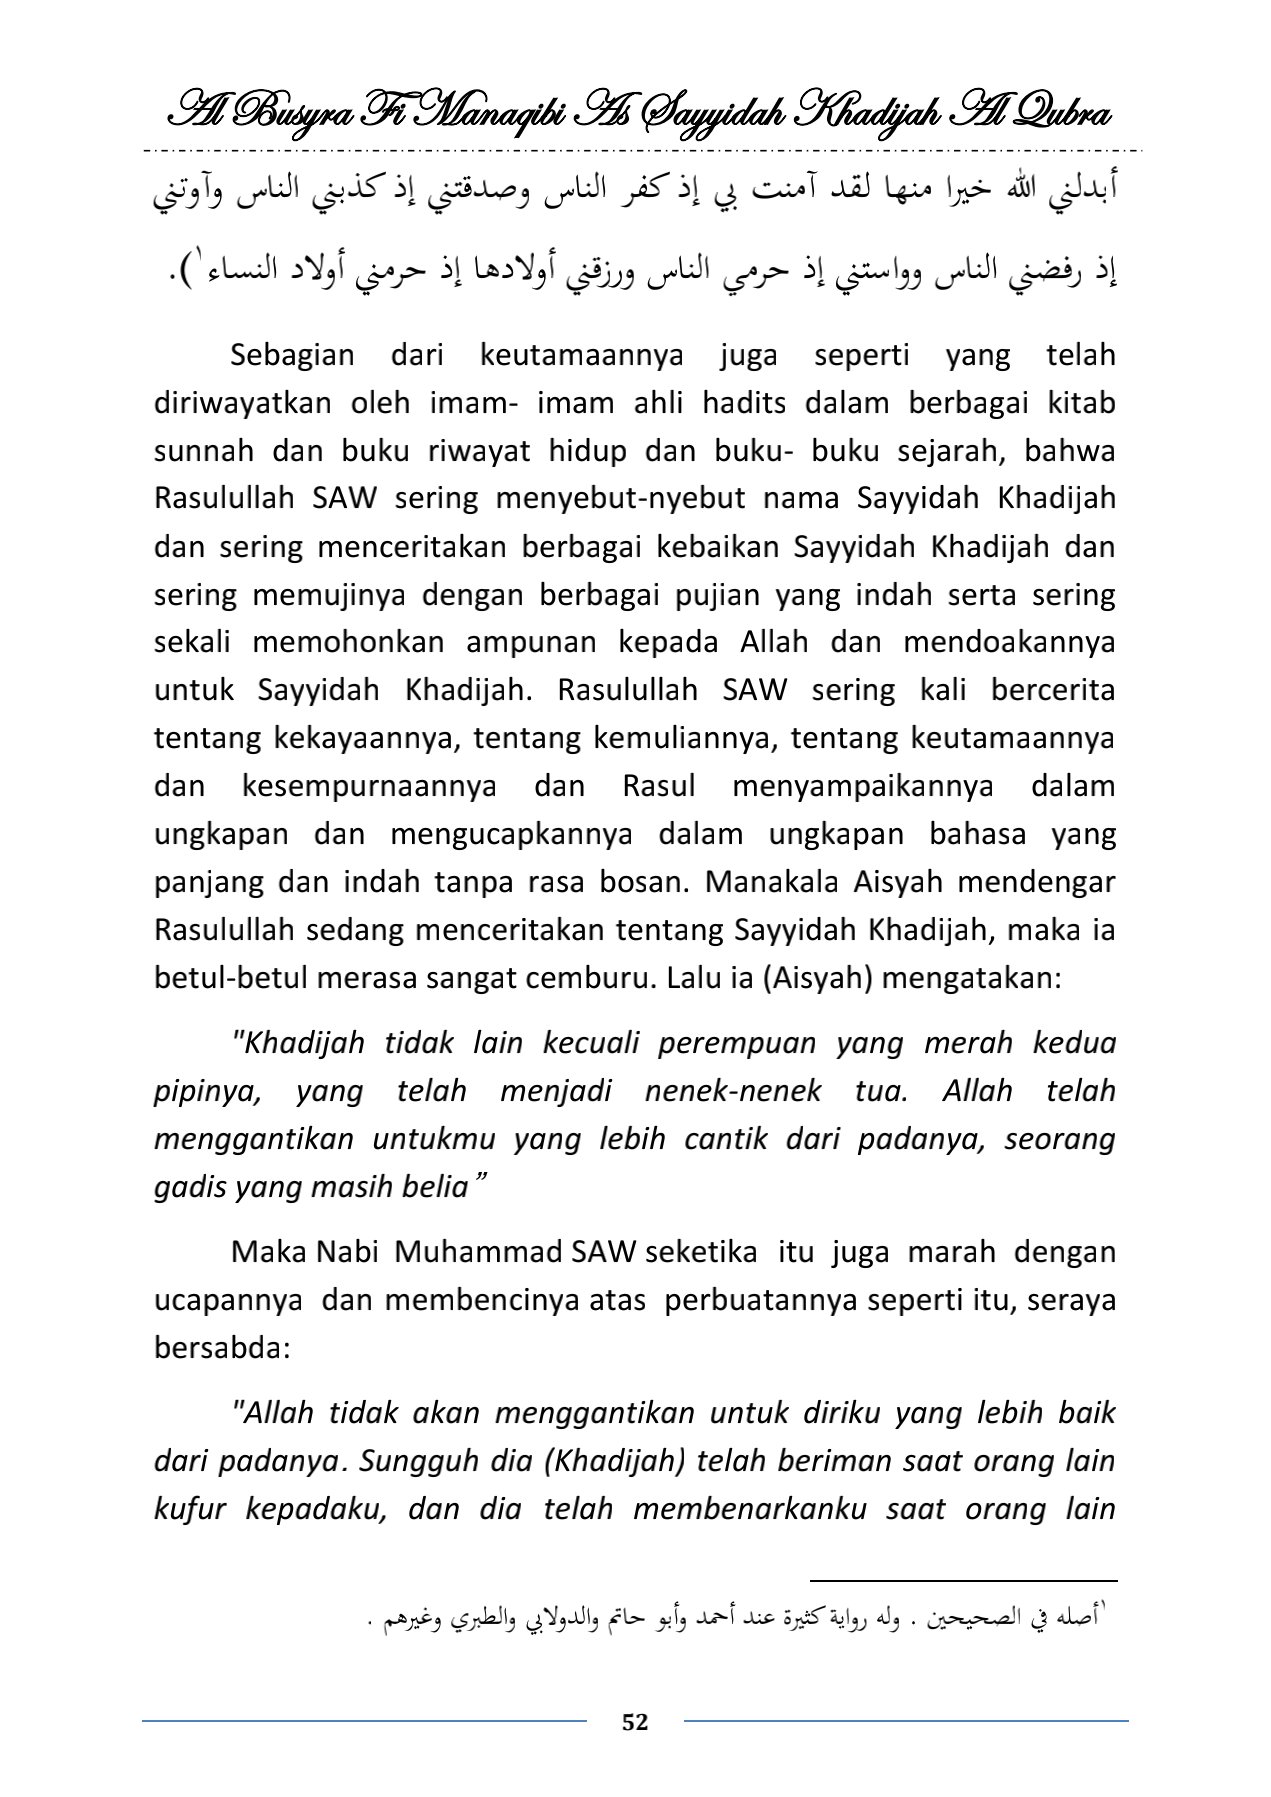 Al Busyra Fi Manaqibi As Sayyidah Khadijah Al Qubra
أبدلني الله خيرا منها لقد آمنت بي إذ كفر الناس وصدقتني إذ كذبني الناس وآوتني
إذ رفضني الناس وواستني إذ حرمي الناس ورزقني أولادها إذ حرمني أولاد النساء١).
Sebagian dari keutamaannya juga seperti yang telah
diriwayatkan oleh imam- imam ahli hadits dalam berbagai kitab
sunnah dan buku riwayat hidup dan buku- buku sejarah, bahwa
Rasulullah SAW sering menyebut-nyebut nama Sayyidah Khadijah
dan sering menceritakan berbagai kebaikan Sayyidah Khadijah dan
sering memujinya dengan berbagai pujian yang indah serta sering
sekali memohonkan ampunan kepada Allah dan mendoakannya
untuk Sayyidah Khadijah. Rasulullah SAW sering kali bercerita
tentang kekayaannya, tentang kemuliannya, tentang keutamaannya
dan kesempurnaannya dan Rasul menyampaikannya dalam
ungkapan dan mengucapkannya dalam ungkapan bahasa yang
panjang dan indah tanpa rasa bosan. Manakala Aisyah mendengar
Rasulullah sedang menceritakan tentang Sayyidah Khadijah, maka ia
betul-betul merasa sangat cemburu. Lalu ia (Aisyah) mengatakan:
"Khadijah tidak lain kecuali perempuan yang merah kedua
pipinya, yang telah menjadi nenek-nenek tua. Allah telah
menggantikan untukmu yang lebih cantik dari padanya, seorang
gadis yang masih belia”
Maka Nabi Muhammad SAW seketika itu juga marah dengan
ucapannya dan membencinya atas perbuatannya seperti itu, seraya
bersabda:
"Allah tidak akan menggantikan untuk diriku yang lebih baik
dari padanya. Sungguh dia (Khadijah) telah beriman saat orang lain
kufur kepadaku, dan dia telah membenarkanku saat orang lain
١أصله في الصحيحين . وله رواية كثيرة عند أحمد وأبو حاتم والدولابي والطبري وغيرهم .
52